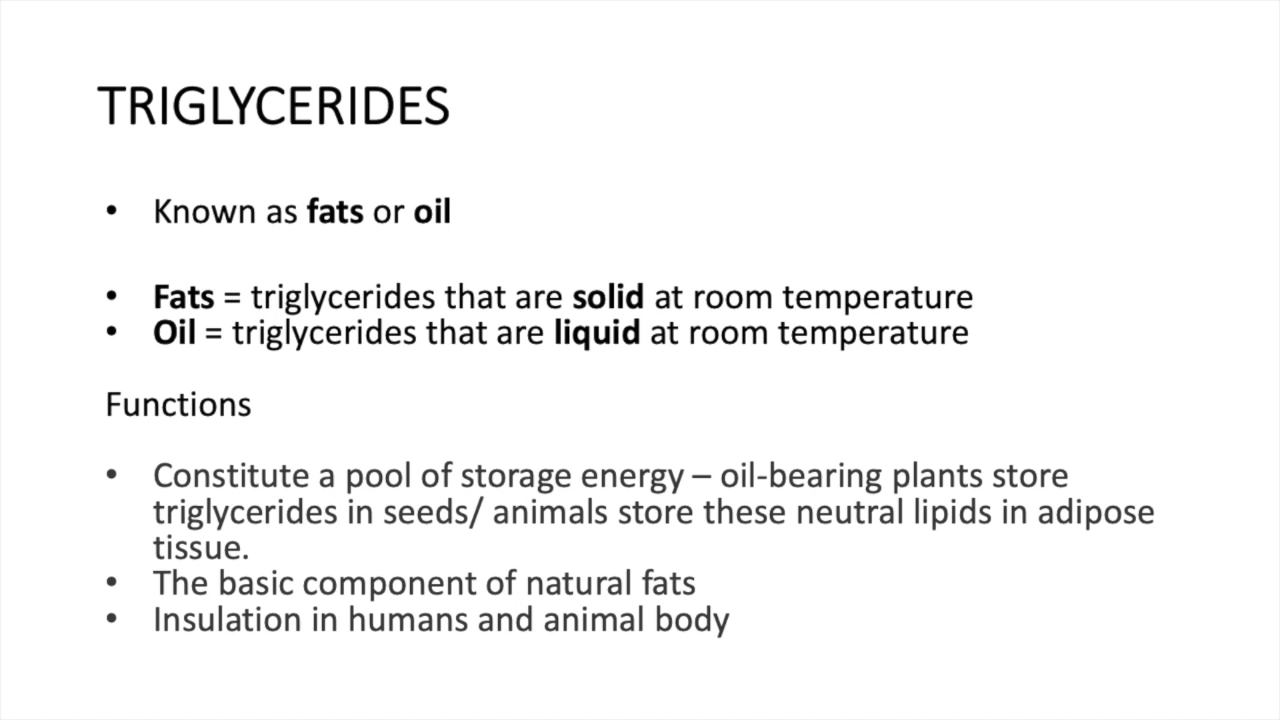 TRIGLYCERIDES
• Known as fats or oil
• Fats = triglycerides that are solid at room temperature
• Oil = triglycerides that are liquid at room temperature
Functions
• Constitute a pool of storage energy – oil-bearing plants store
triglycerides in seeds/ animals store these neutral lipids in adipose
tissue.
• The basic component of natural fats
• Insulation in humans and animal body